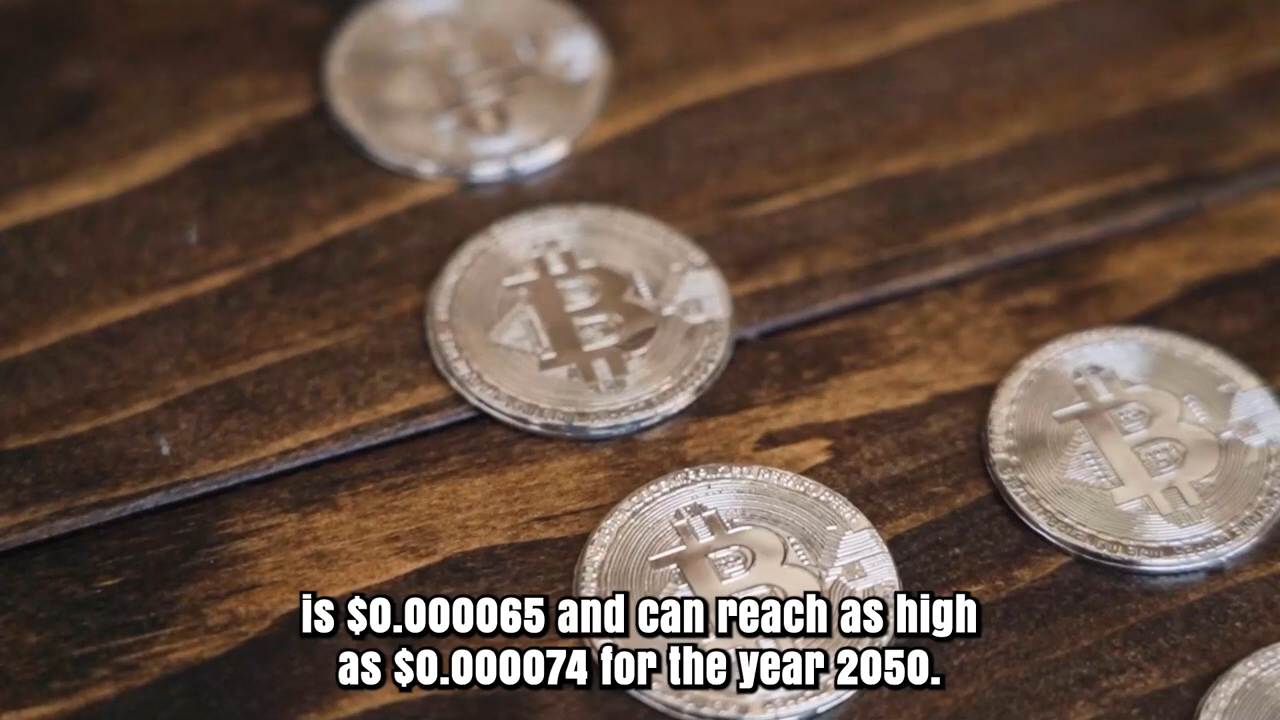 is $0.000065 and can reach as high
as $0.000074 for the year 2050.